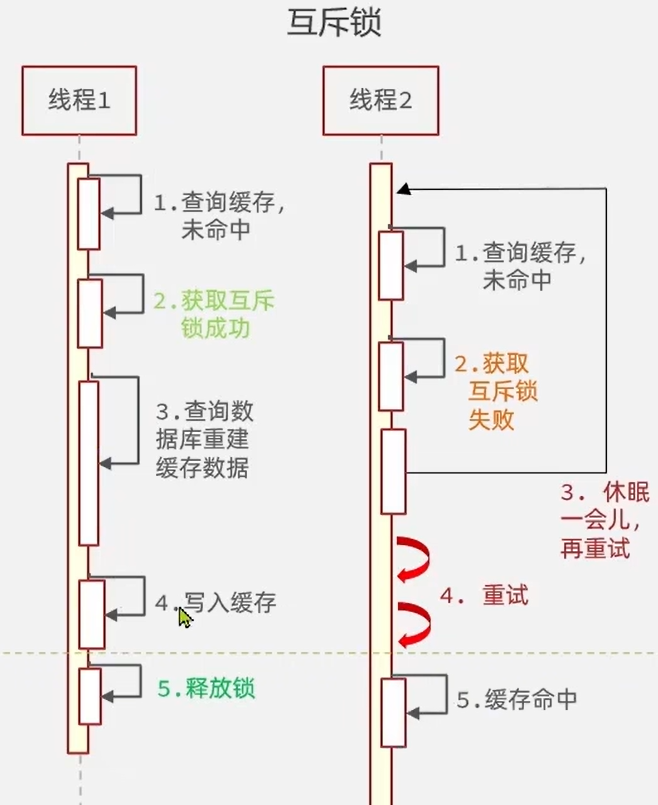 互斥锁
线程1
线程2
1.查询缓存,
未命中
2.获取互斥
锁成功
3.查询数
据库重建
缓存数据
4.写入缓存
5.释放锁
1.查询缓存,
未命中
2.获取
互斥锁
失败
3. 休眠
一会儿,
再重试
4. 重试
5.缓存命中